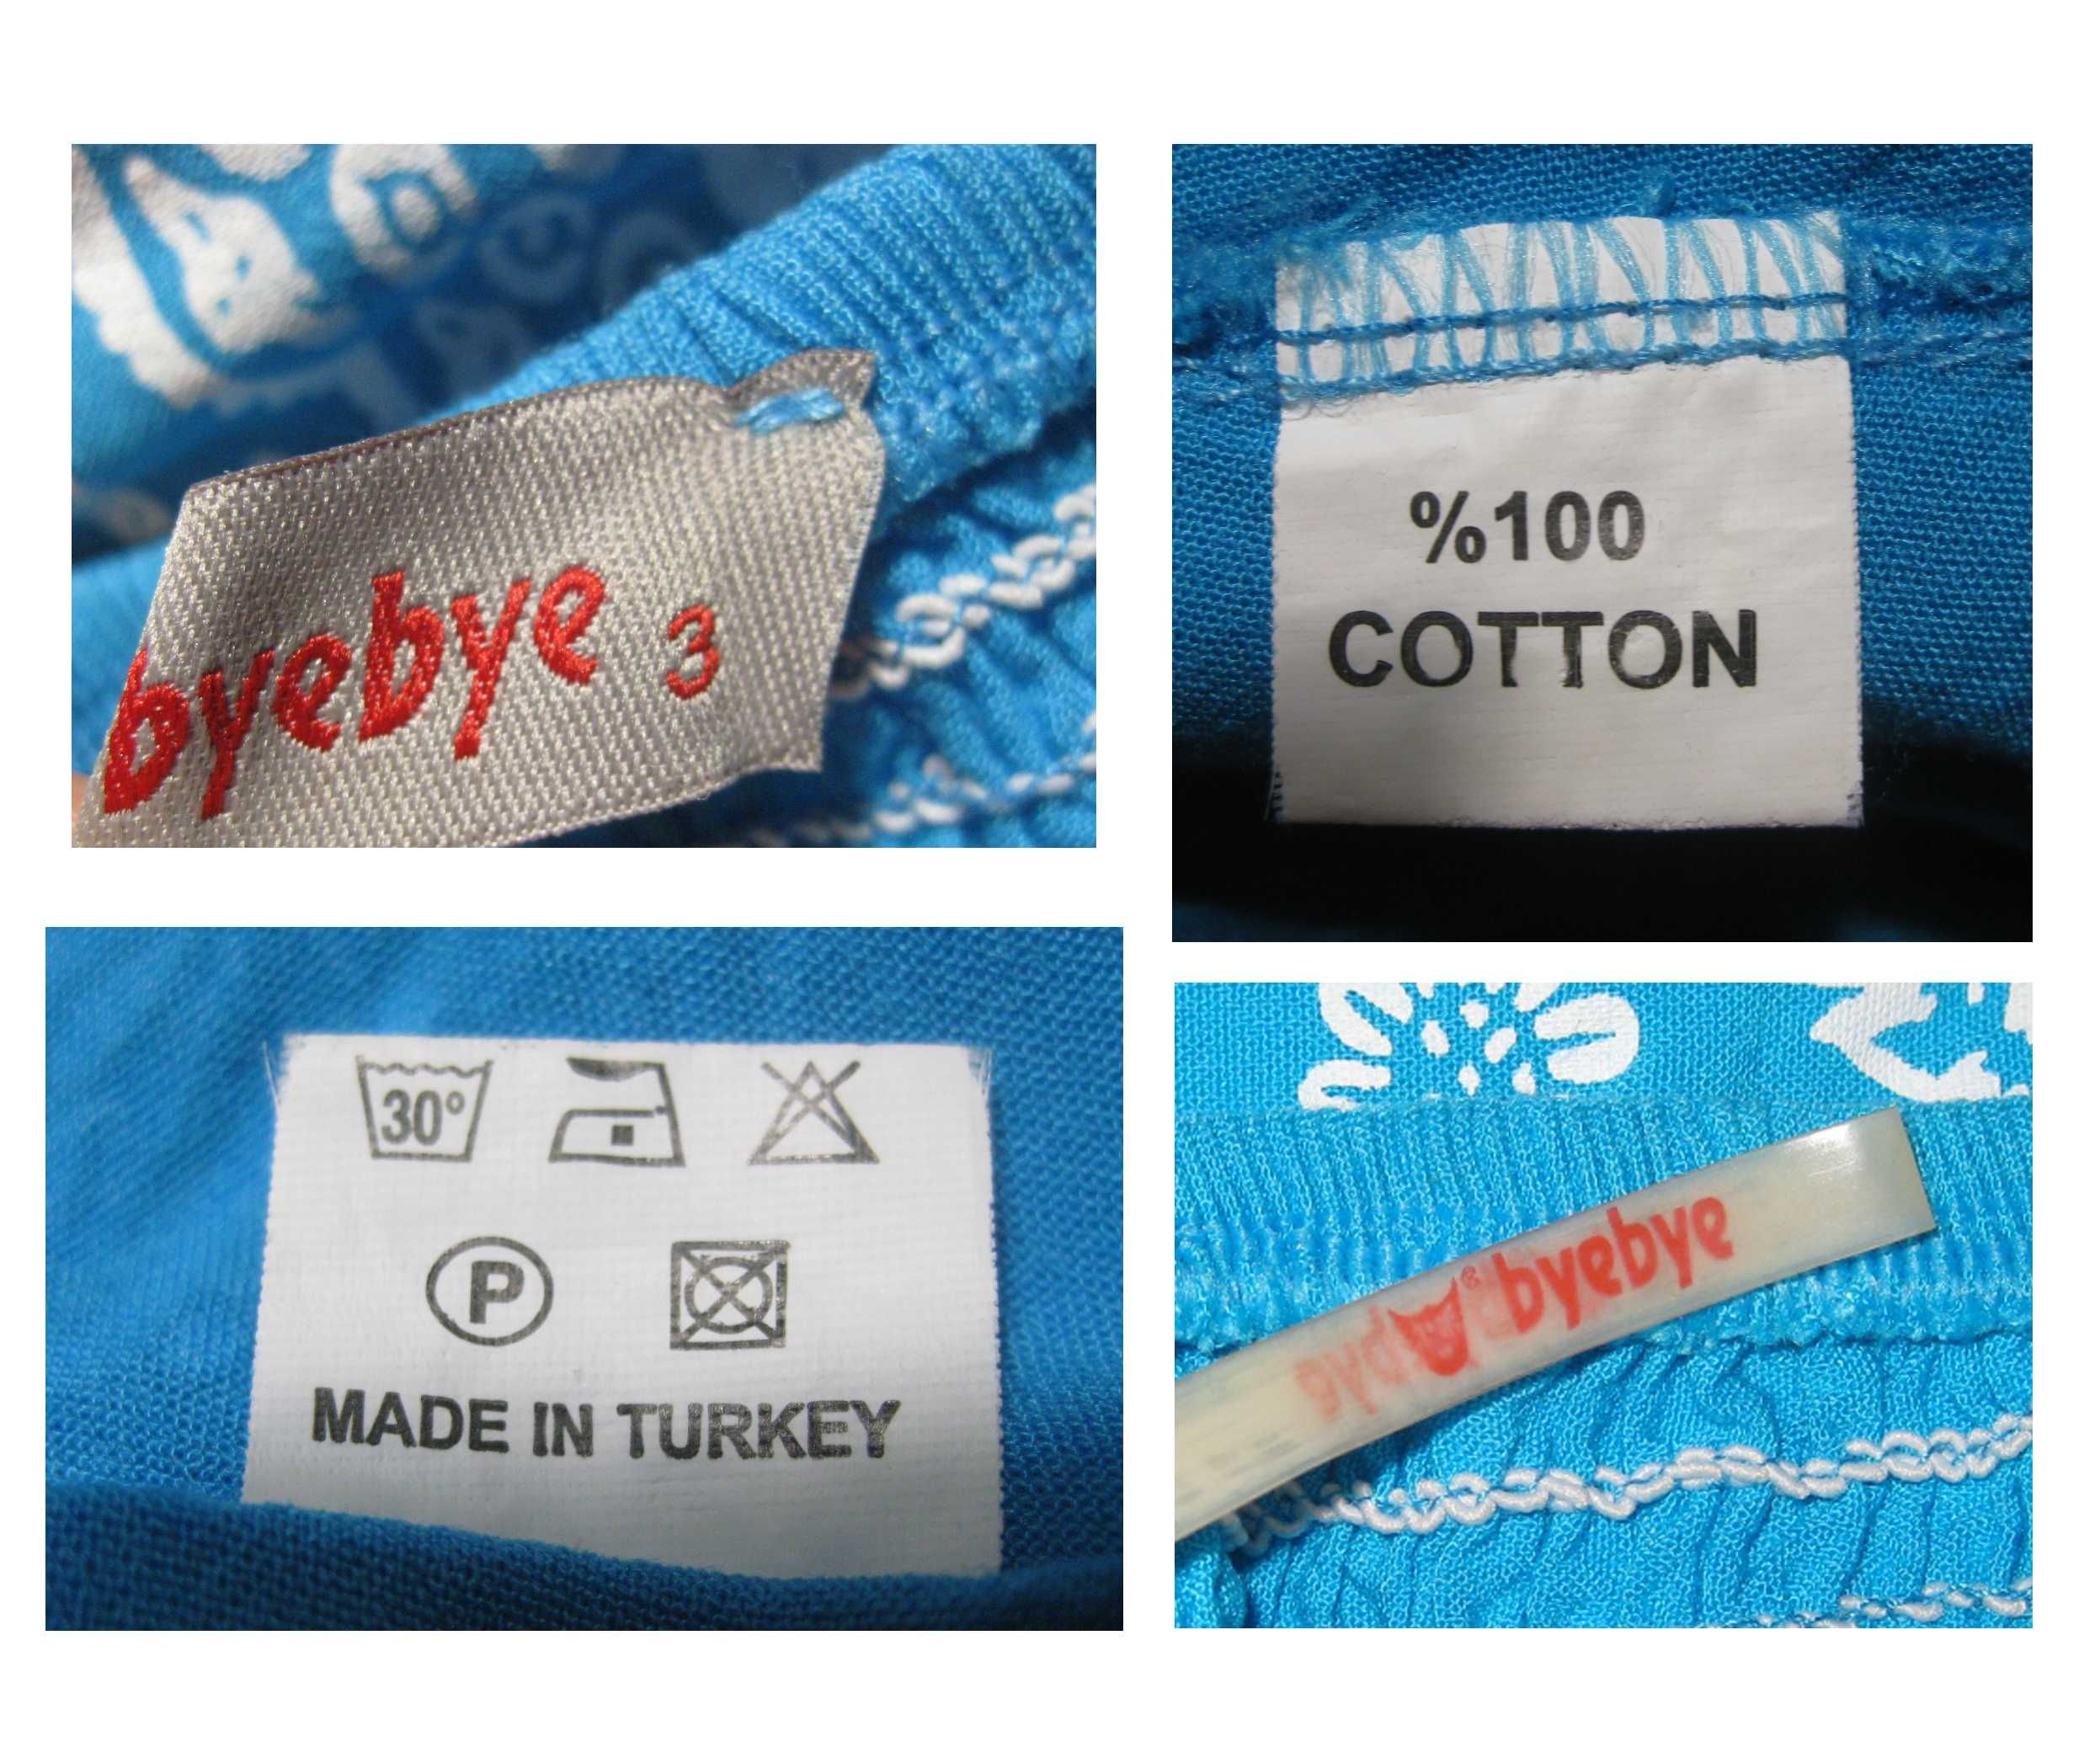 byebye 3
%100
COTTON
30°
P
MADE IN TURKEY
® byebye